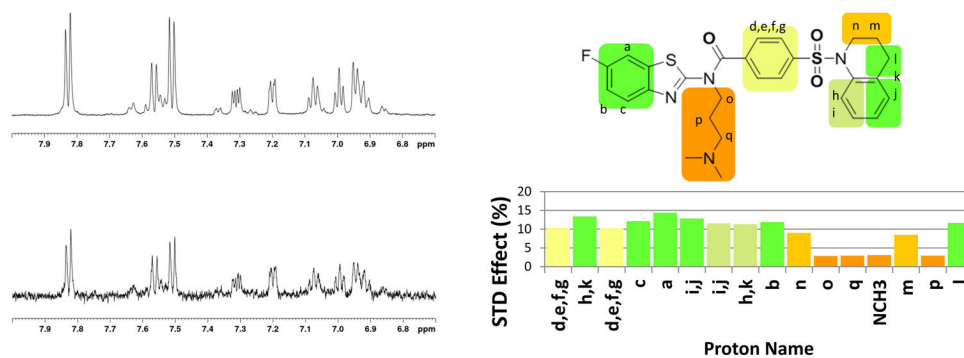 7.9 7.8 7.7 7.6 7.5 7.4 7.3 7.2 7.1 7.0 6.9 6.8 ppm
7.9 7.8 7.7 7.6 7.5 7.4 7.3 7.2 7.1 7.0 6.9 6.8 ppm
n m
d,e,f,g
O
O
a
F
S
S
N
l
O
k
N
N
o
h
j
b
c
i
p
q
N
STD Effect (%)
20
15
10
5
0
d,e,f,g
h,k
d,e,f,g
c
a
i,j
i,j
h,k
b
n
o
q
NCH3
m
p
l
Proton Name